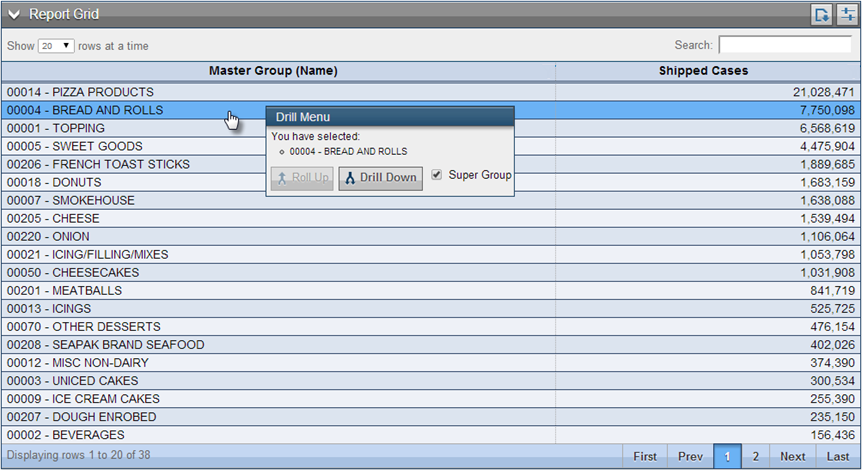 Report Grid
Show 20 rows at a time
Search:
Master Group (Name) Shipped Cases
00014 - PIZZA PRODUCTS 21,028,471
00004 - BREAD AND ROLLS 7,750,098
00001 - TOPPING 6,568,619
00005 - SWEET GOODS 4,475,904
00206 - FRENCH TOAST STICKS 1,889,685
00018 - DONUTS 1,683,159
00007 - SMOKEHOUSE 1,638,088
00205 - CHEESE 1,539,494
00220 - ONION 1,106,064
00021 - ICING/FILLING/MIXES 1,053,798
00050 - CHEESECAKES 1,031,908
00201 - MEATBALLS 841,719
00013 - ICINGS 525,725
00070 - OTHER DESSERTS 476,154
00208 - SEAPAK BRAND SEAFOOD 402,026
00012 - MISC NON-DAIRY 374,390
00003 - UNICED CAKES 300,534
00009 - ICE CREAM CAKES 255,390
00207 - DOUGH ENROBED 235,150
00002 - BEVERAGES 156,436
Drill Menu
You have selected:
00004 - BREAD AND ROLLS
Roll Up Drill Down Super Group
Displaying rows 1 to 20 of 38 First Prev 1 2 Next Last